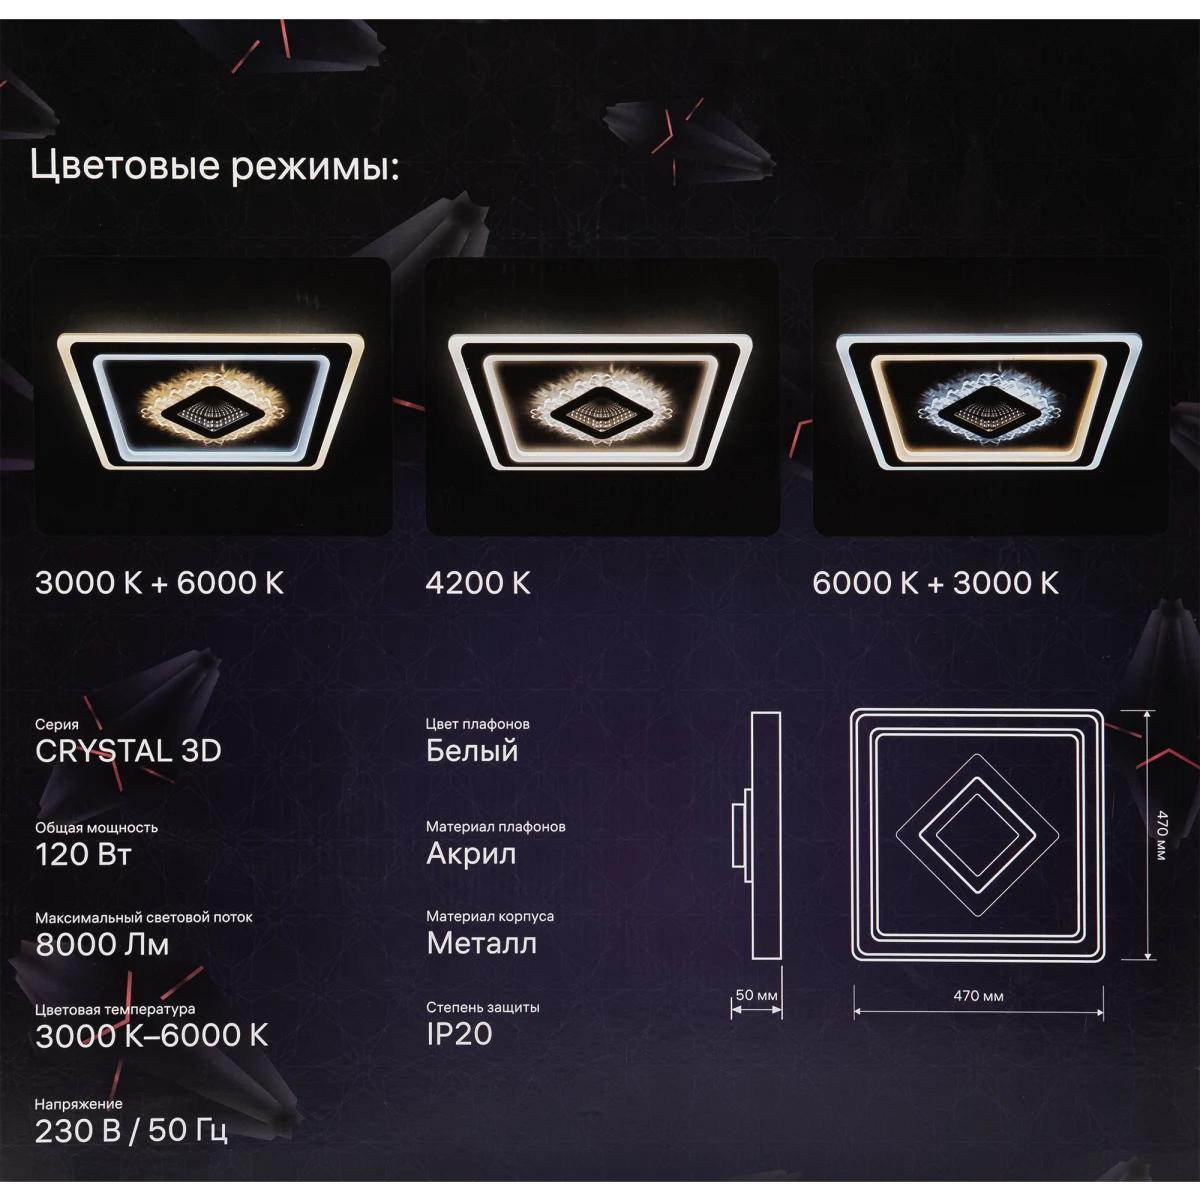 Цветовые режимы:
3000 К + 6000 К
4200 К
6000 К + 3000 К
Серия
CRYSTAL 3D
Общая мощность
120 Вт
Максимальный световой поток
8000 Лм
Цветовая температура
3000 К–6000 К
Напряжение
230 В / 50 Гц
Цвет плафонов
Белый
Материал плафонов
Акрил
Материал корпуса
Металл
Степень защиты
IP20
50 мм
470 мм
470 мм